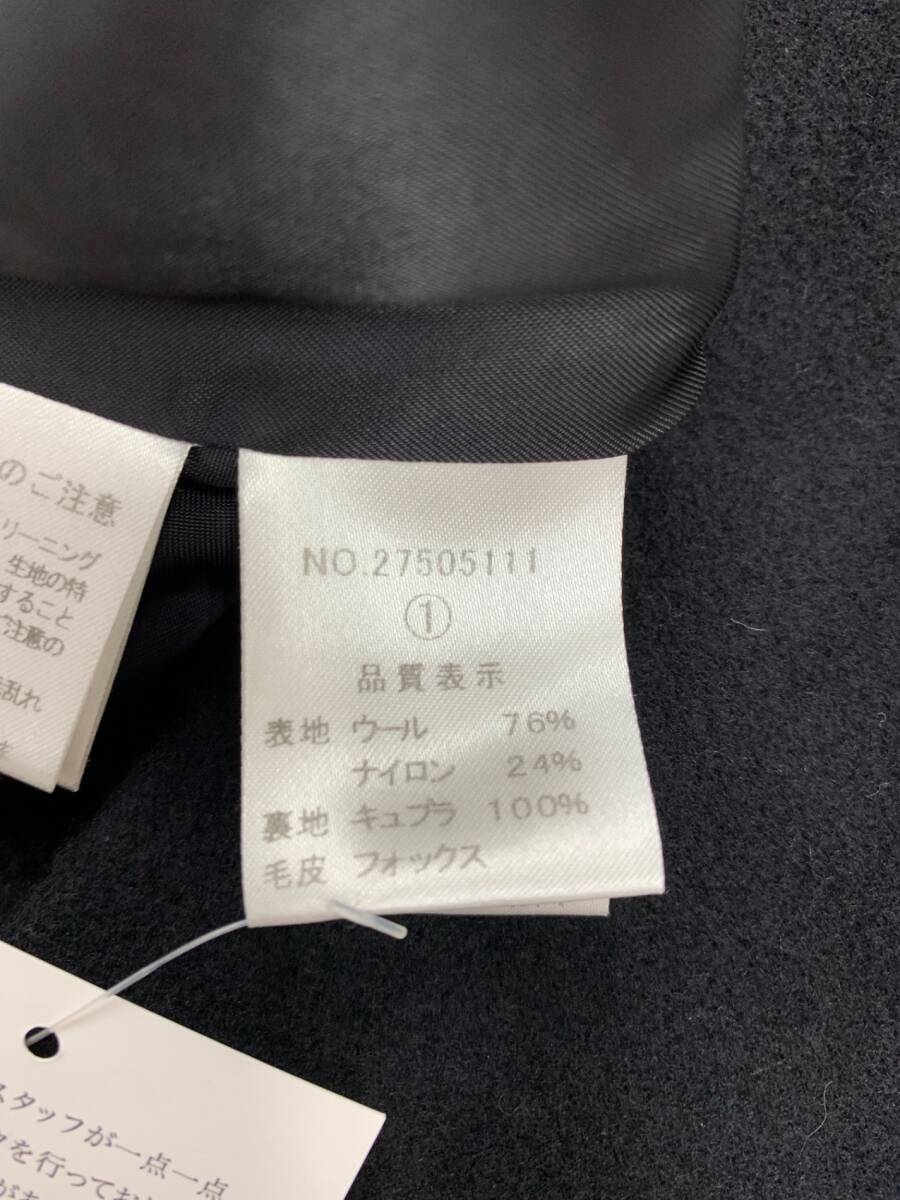 のご注意
リーニング
生地の特
すること
ご注意の
乱れ
NO.27505111
①
品質表示
表地 ウール 76%
ナイロン 24%
裏地 キュプラ 100%
毛皮 フォックス
スタッフが一点一点
を行ってお